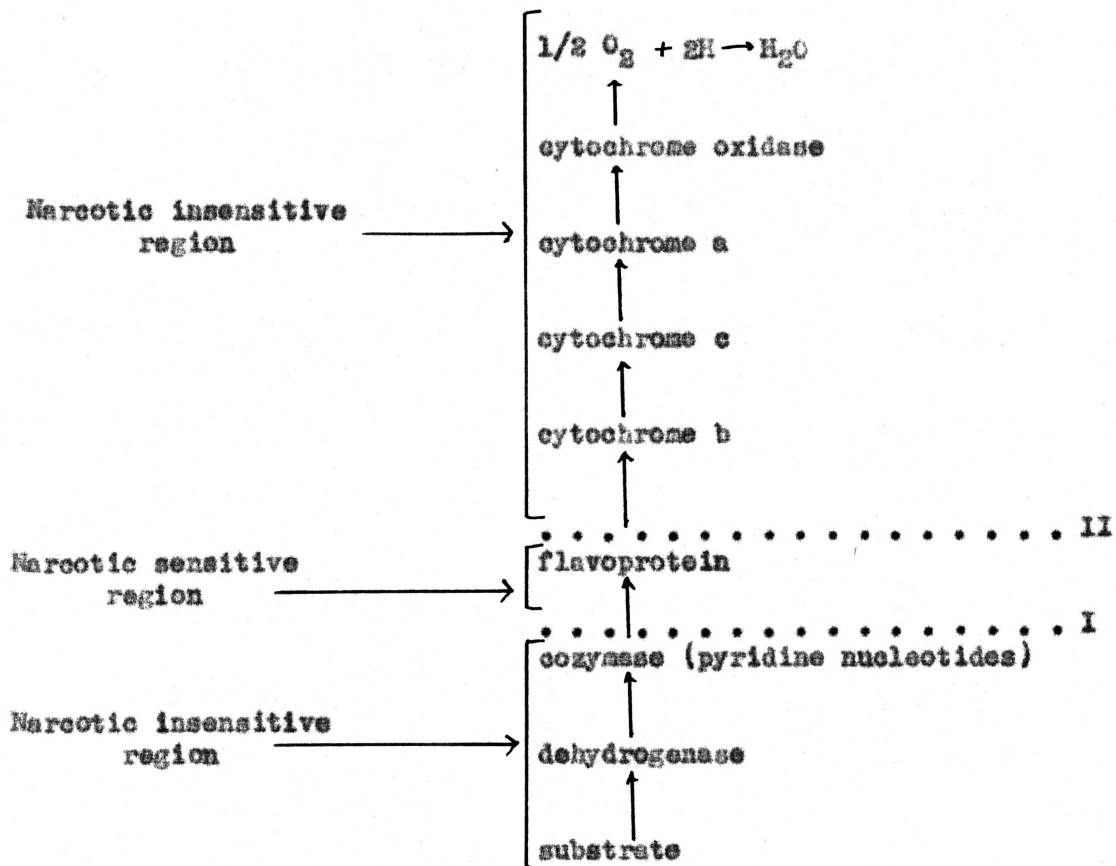 1/2 O₂ + 2H → H₂O
cytochrome oxidase
Narcotic insensitive
region
cytochrome a
cytochrome c
cytochrome b
II
Narcotic sensitive
region
flavoprotein
I
cozymase (pyridine nucleotides)
Narcotic insensitive
region
dehydrogenase
substrate